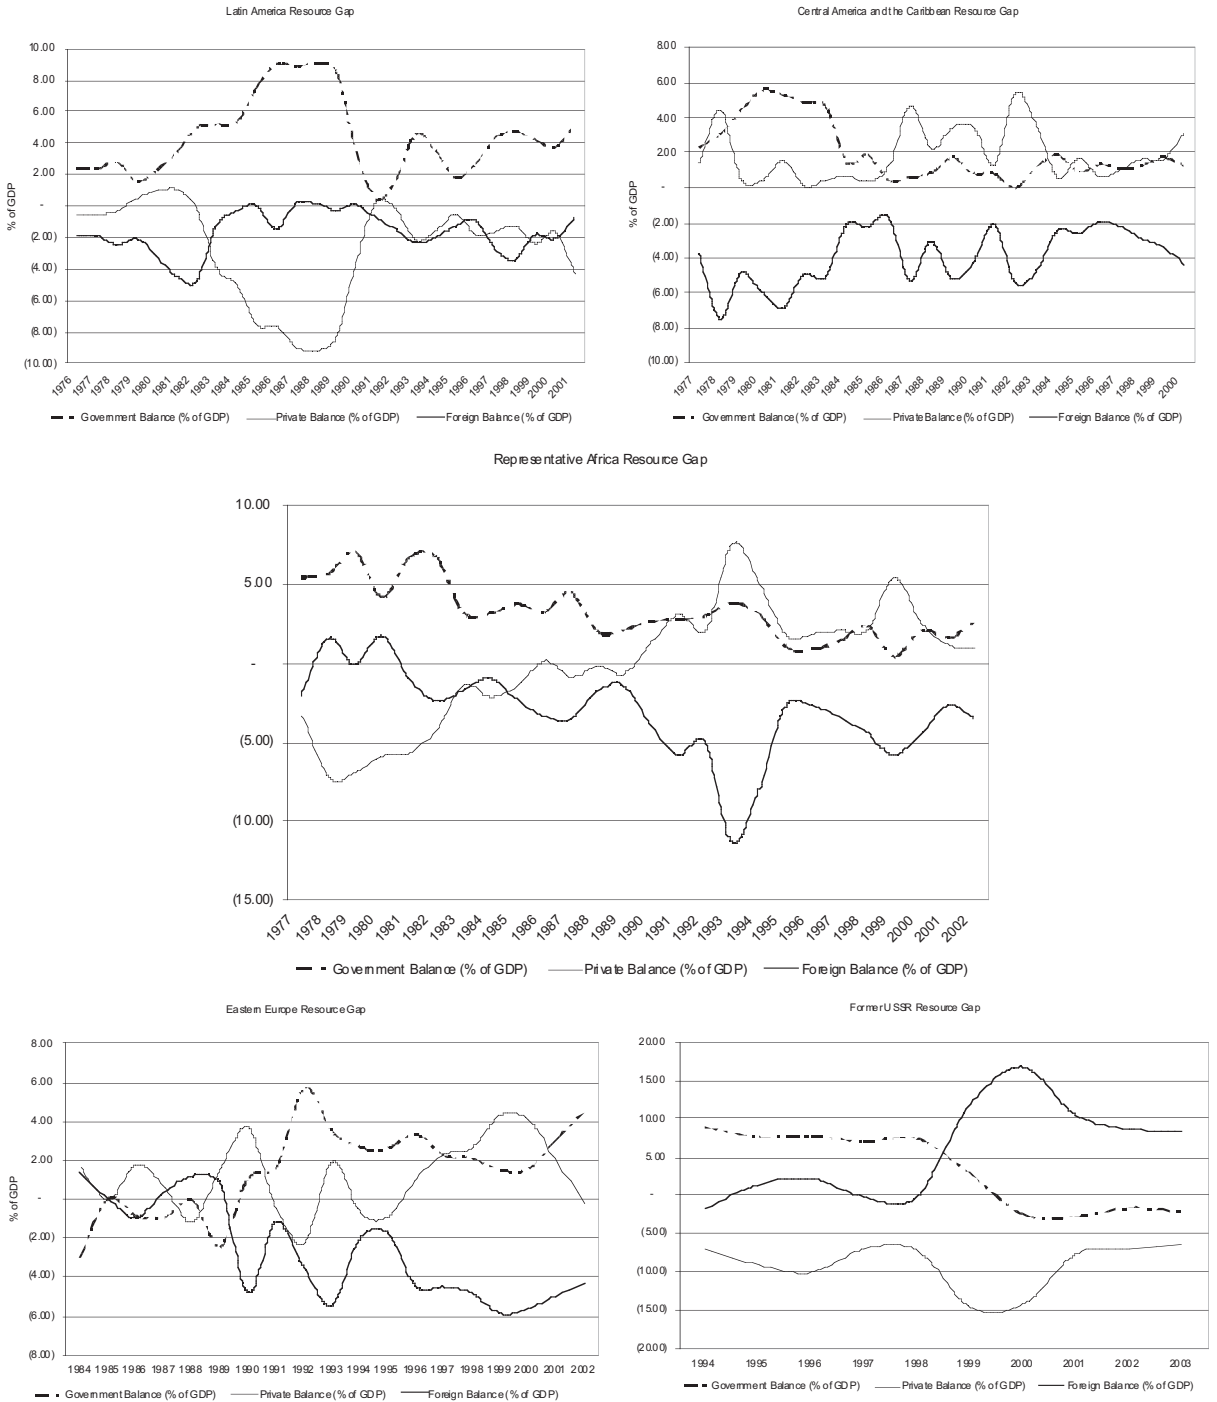 Latin America Resource Gap
10.00
8.00
6.00
4.00
2.00
-
(2.00)
(4.00)
(6.00)
(8.00)
(10.00)
% of GDP
1976 1977 1978 1979 1980 1981 1982 1983 1984 1985 1986 1987 1988 1989 1990 1991 1992 1993 1994 1995 1996 1997 1998 1999 2000 2001
Government Balance (% of GDP) Private Balance (% of GDP) Foreign Balance (% of GDP)
Central America and the Caribbean Resource Gap
8.00
6.00
4.00
2.00
-
(2.00)
(4.00)
(6.00)
(8.00)
(10.00)
% of GDP
1977 1978 1979 1980 1981 1982 1983 1984 1985 1986 1987 1988 1989 1990 1991 1992 1993 1994 1995 1996 1997 1998 1999 2000
Government Balance (% of GDP) Private Balance (% of GDP) Foreign Balance (% of GDP)
Representative Africa Resource Gap
10.00
5.00
-
(5.00)
(10.00)
(15.00)
1977 1978 1979 1980 1981 1982 1983 1984 1985 1986 1987 1988 1989 1990 1991 1992 1993 1994 1995 1996 1997 1998 1999 2000 2001 2002
Government Balance (% of GDP) Private Balance (% of GDP) Foreign Balance (% of GDP)
Eastern Europe Resource Gap
8.00
6.00
4.00
2.00
-
(2.00)
(4.00)
(6.00)
(8.00)
% of GDP
1984 1985 1986 1987 1988 1989 1990 1991 1992 1993 1994 1995 1996 1997 1998 1999 2000 2001 2002
Government Balance (% of GDP) Private Balance (% of GDP) Foreign Balance (% of GDP)
Former USSR Resource Gap
20.00
15.00
10.00
5.00
-
(5.00)
(10.00)
(15.00)
(20.00)
1994 1995 1996 1997 1998 1999 2000 2001 2002 2003
Government Balance (% of GDP) Private Balance (% of GDP) Foreign Balance (% of GDP)